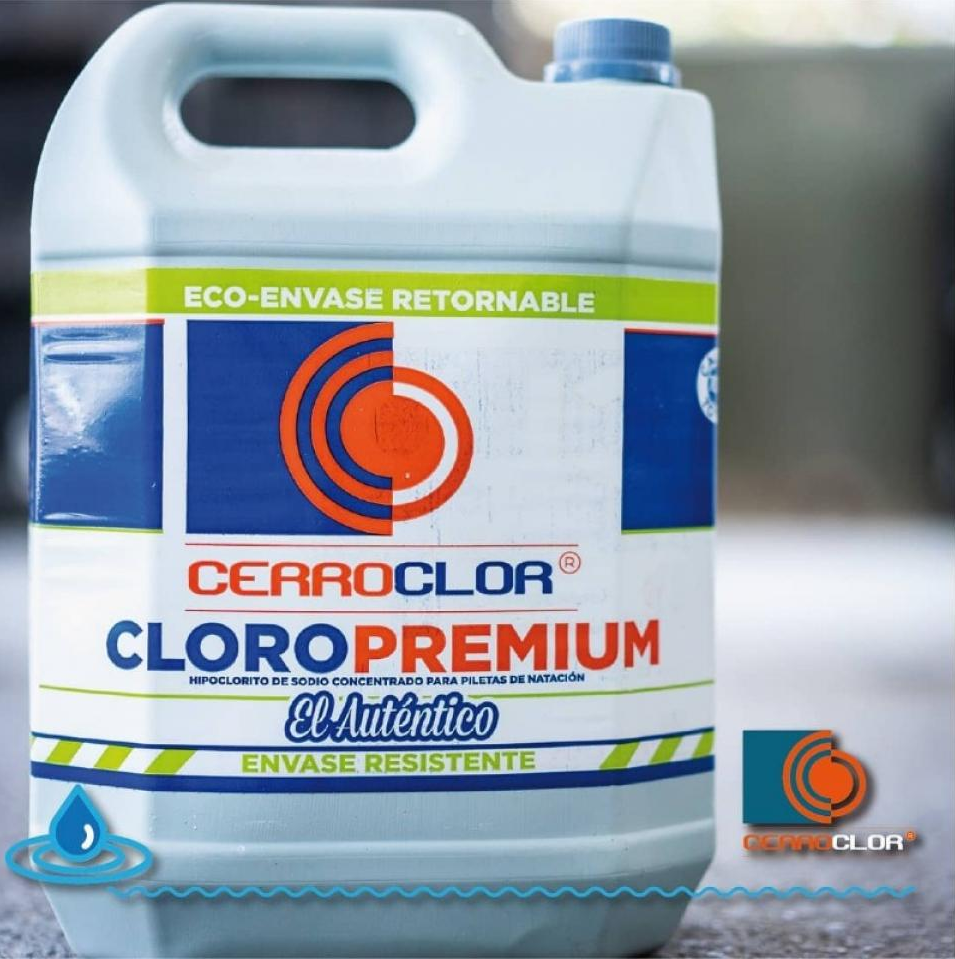 ECO-ENVASE RETORNABLE
CERROCLOR®
CLOROPREMIUM
HIPOCLORITO DE SODIO CONCENTRADO PARA PILETAS DE NATACIÓN
El Auténtico
ENVASE RESISTENTE
CERROCLOR®